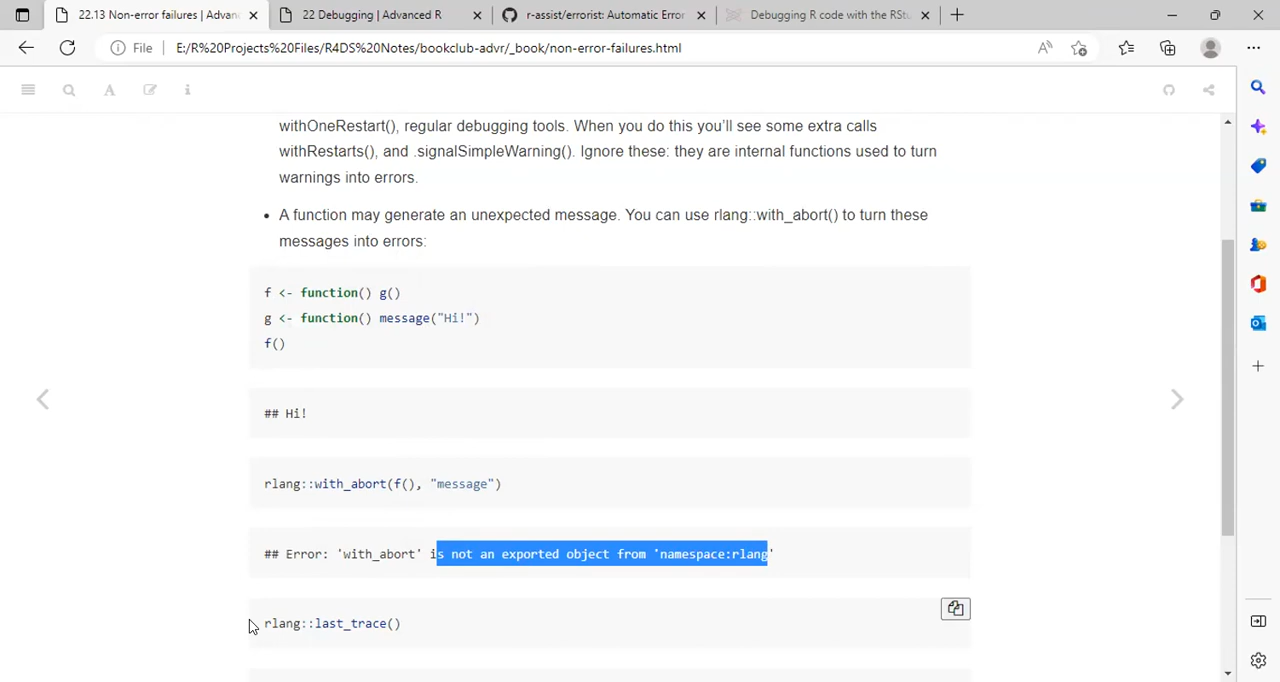 22.13 Non-error failures | Advan
22 Debugging | Advanced R
r-assist/errorist: Automatic Error
Debugging R code with the RStu
File
E:/R%20Projects%20Files/R4DS%20Notes/bookclub-advr/_book/non-error-failures.html
withOneRestart(), regular debugging tools. When you do this you’ll see some extra calls
withRestarts(), and .signalSimpleWarning(). Ignore these: they are internal functions used to turn
warnings into errors.
• A function may generate an unexpected message. You can use rlang::with_abort() to turn these
messages into errors:
f <- function() g()
g <- function() message("Hi!")
f()
## Hi!
rlang::with_abort(f(), "message")
## Error: 'with_abort' is not an exported object from 'namespace:rlang'
rlang::last_trace()